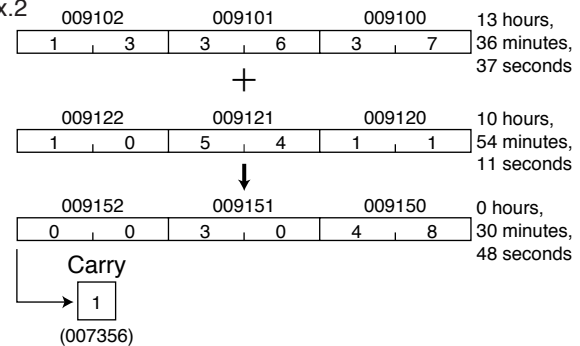 x.2
009102 009101 009100
1 3 3 6 3 7
13 hours,
36 minutes,
37 seconds
+
009122 009121 009120
1 0 5 4 1 1
10 hours,
54 minutes,
11 seconds
009152 009151 009150
0 0 3 0 4 8
0 hours,
30 minutes,
48 seconds
Carry
1
(007356)